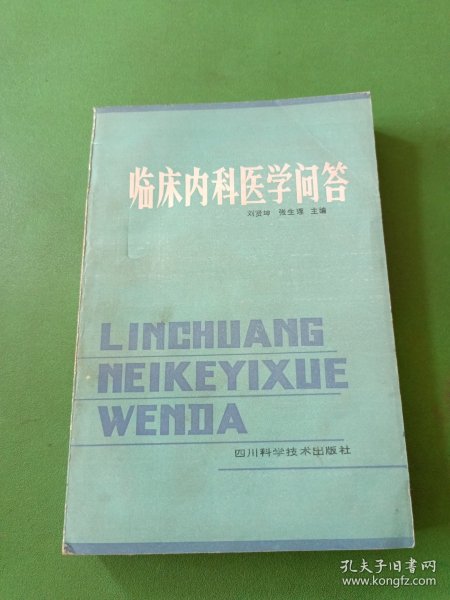 临床内科医学问答
刘贤坤 张生理 主编
LINCHUANG
NEIKEYIXUE
WENDA
四川科学技术出版社
孔夫子旧书网
www.kongfz.com